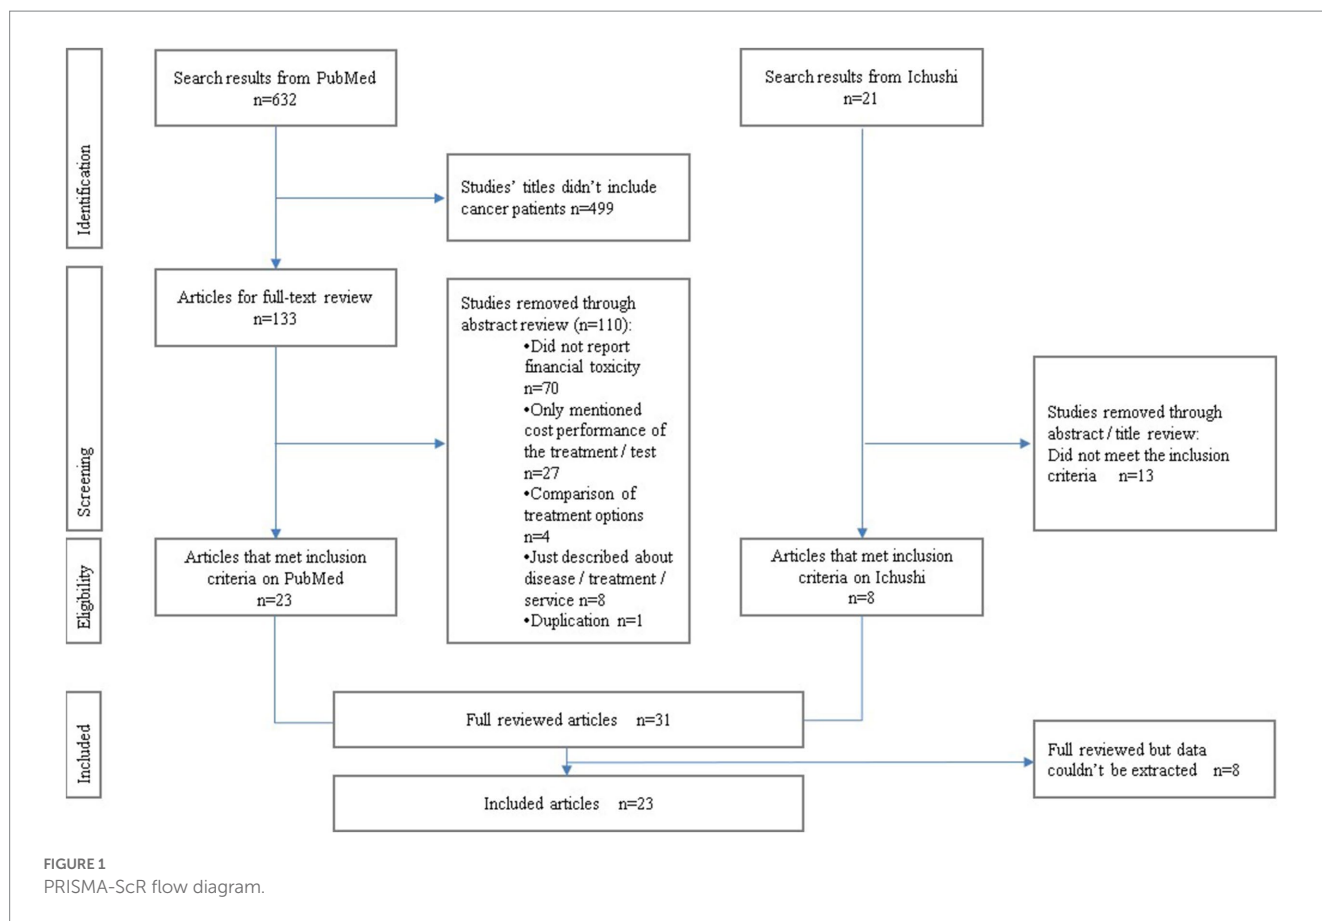 Identification
Search results from PubMed
n=632
Search results from Ichushi
n=21
Studies’ titles didn’t include
cancer patients n=499
Screening
Articles for full-text review
n=133
Studies removed through
abstract review (n=110):
•Did not report
financial toxicity
n=70
•Only mentioned
cost performance of
the treatment / test
n=27
•Comparison of
treatment options
n=4
•Just described about
disease / treatment /
service n=8
•Duplication n=1
Studies removed through
abstract / title review:
Did not meet the inclusion
criteria n=13
Eligibility
Articles that met inclusion
criteria on PubMed
n=23
Articles that met inclusion
criteria on Ichushi
n=8
Included
Full reviewed articles n=31
Full reviewed but data
couldn’t be extracted n=8
Included articles n=23
FIGURE 1
PRISMA-ScR flow diagram.